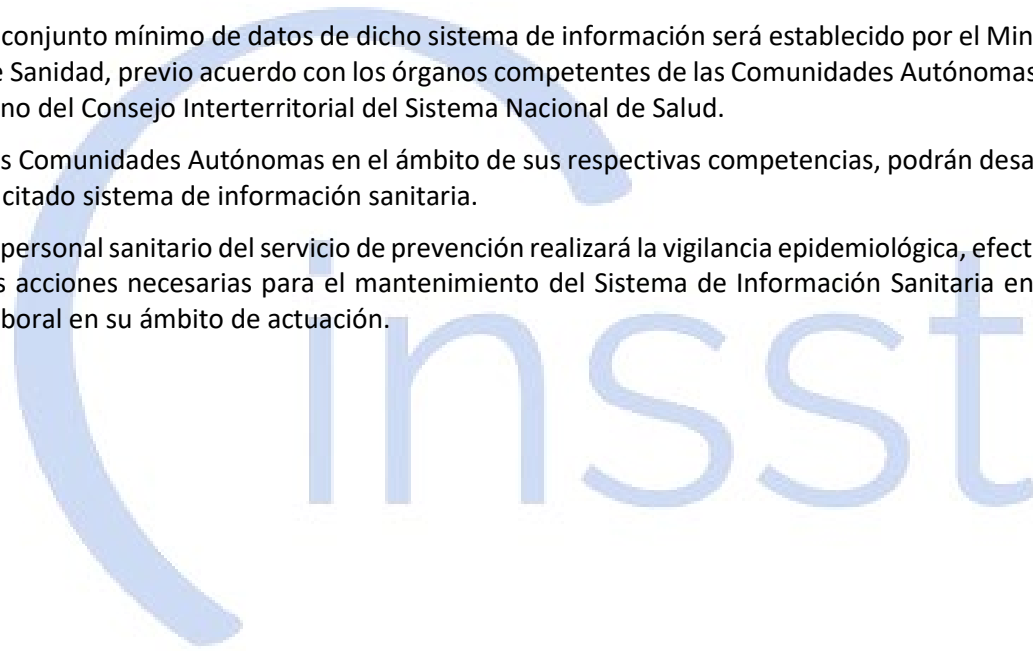 conjunto mínimo de datos de dicho sistema de información será establecido por el Min
Sanidad, previo acuerdo con los órganos competentes de las Comunidades Autónomas
no del Consejo Interterritorial del Sistema Nacional de Salud.
s Comunidades Autónomas en el ámbito de sus respectivas competencias, podrán desa
citado sistema de información sanitaria.
personal sanitario del servicio de prevención realizará la vigilancia epidemiológica, efect
s acciones necesarias para el mantenimiento del Sistema de Información Sanitaria en
boral en su ámbito de actuación.
insst